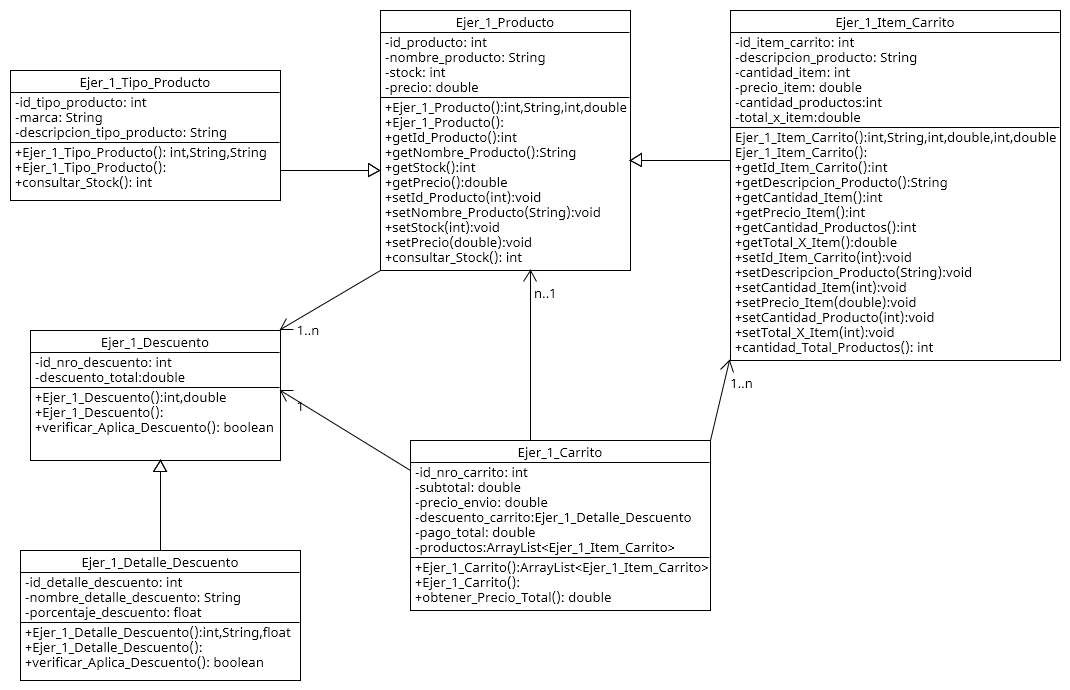 Ejer_1_Tipo_Producto
-id_tipo_producto: int
-marca: String
-descripcion_tipo_producto: String
+Ejer_1_Tipo_Producto(): int,String,String
+Ejer_1_Tipo_Producto():
+consultar_Stock(): int
Ejer_1_Producto
-id_producto: int
-nombre_producto: String
-stock: int
-precio: double
+Ejer_1_Producto():int,String,int,double
+Ejer_1_Producto():
+getId_Producto():int
+getNombre_Producto():String
+getStock():int
+getPrecio():double
+setId_Producto(int):void
+setNombre_Producto(String):void
+setStock(int):void
+setPrecio(double):void
+consultar_Stock(): int
Ejer_1_Item_Carrito
-id_item_carrito: int
-descripcion_producto: String
-cantidad_item: int
-precio_item: double
-cantidad_productos:int
-total_x_item:double
Ejer_1_Item_Carrito():int,String,int,double,int,double
Ejer_1_Item_Carrito():
+getId_Item_Carrito():int
+getDescripcion_Producto():String
+getCantidad_Item():int
+getPrecio_Item():int
+getCantidad_Productos():int
+getTotal_X_Item():double
+setId_Item_Carrito(int):void
+setDescripcion_Producto(String):void
+setCantidad_Item(int):void
+setPrecio_Item(double):void
+setCantidad_Producto(int):void
+setTotal_X_Item(int):void
+cantidad_Total_Productos(): int
n..1
1..n
1..n
1
Ejer_1_Descuento
-id_nro_descuento: int
-descuento_total:double
+Ejer_1_Descuento():int,double
+Ejer_1_Descuento():
+verificar_Aplica_Descuento(): boolean
Ejer_1_Carrito
-id_nro_carrito: int
-subtotal: double
-precio_envio: double
-descuento_carrito:Ejer_1_Detalle_Descuento
-pago_total: double
-productos:ArrayList<Ejer_1_Item_Carrito>
+Ejer_1_Carrito():ArrayList<Ejer_1_Item_Carrito>
+Ejer_1_Carrito():
+obtener_Precio_Total(): double
Ejer_1_Detalle_Descuento
-id_detalle_descuento: int
-nombre_detalle_descuento: String
-porcentaje_descuento: float
+Ejer_1_Detalle_Descuento():int,String,float
+Ejer_1_Detalle_Descuento():
+verificar_Aplica_Descuento(): boolean